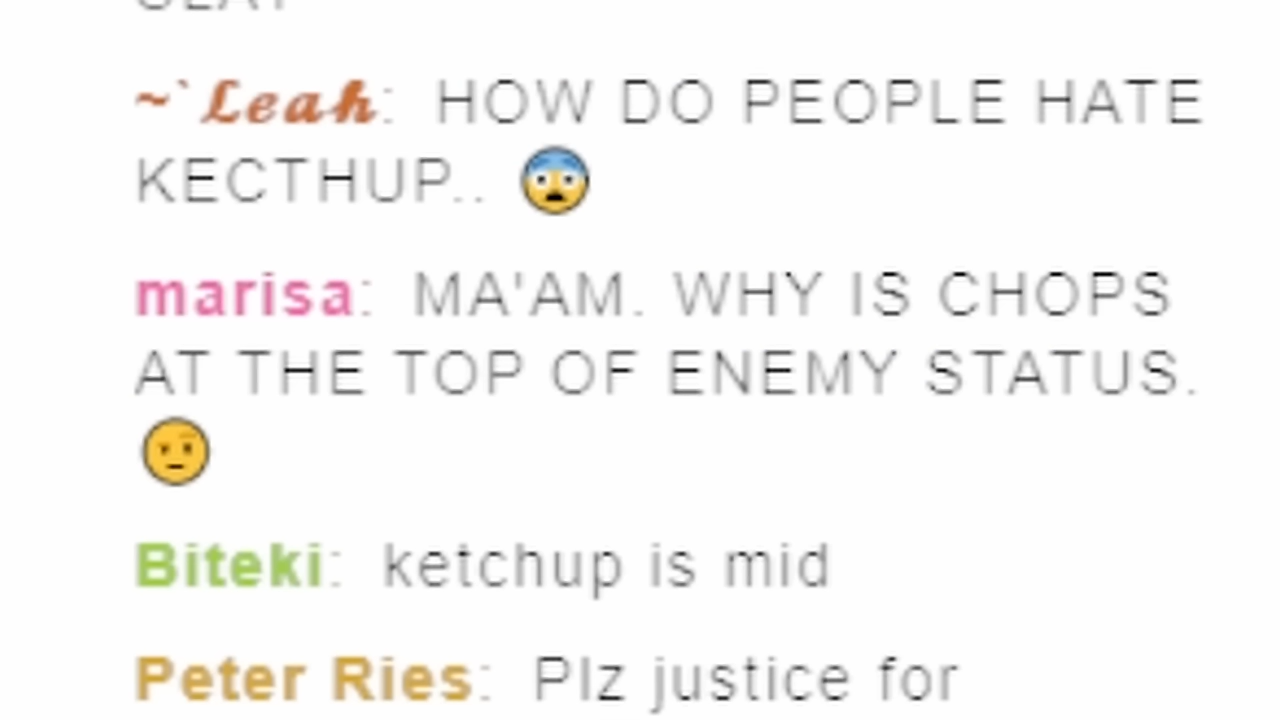 ~`𝓛𝓮𝓪𝓱: HOW DO PEOPLE HATE
KECTHUP.. 😨
marisa: MA'AM. WHY IS CHOPS
AT THE TOP OF ENEMY STATUS.
🤨
Biteki: ketchup is mid
Peter Ries: Plz justice for